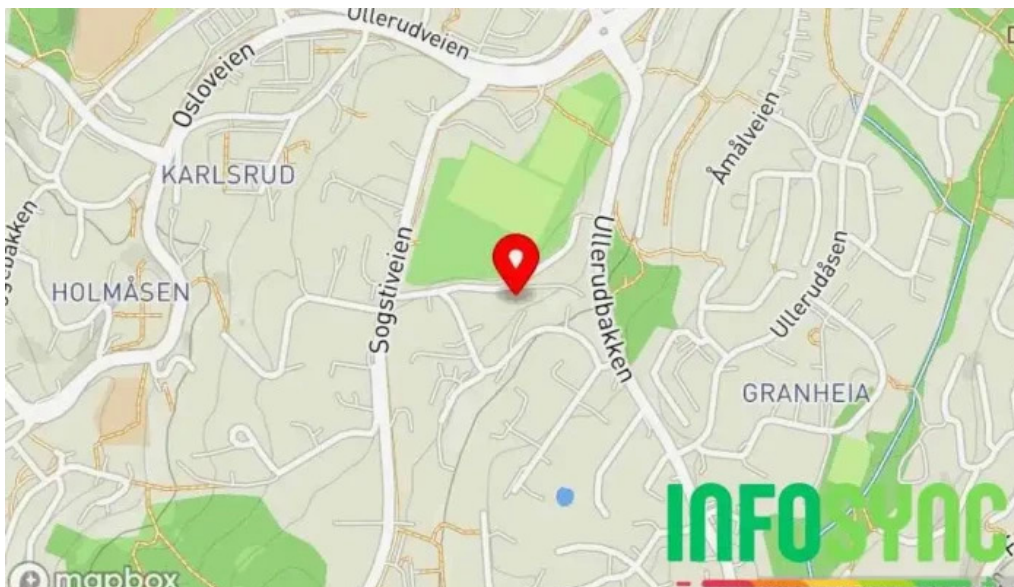 Ullerudveien
Osloveien
Åmålveien
KARLSRUD
Sogstiveien
Ullerudbakken
HOLMÅSEN
Ullerudåsen
GRANHEIA
INFOSYNC
mapbox